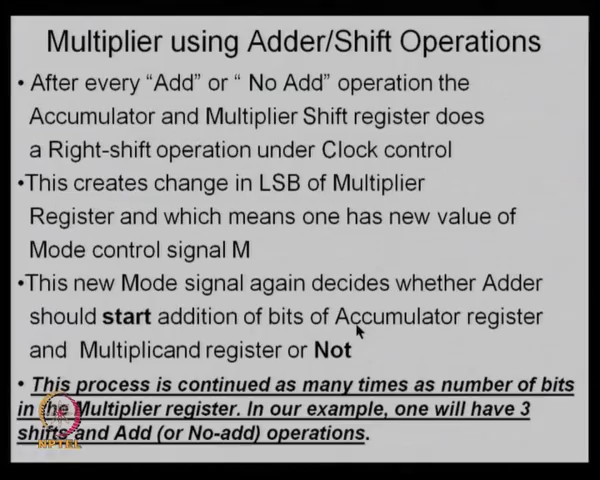 Multiplier using Adder/Shift Operations
• After every “Add” or “ No Add” operation the
Accumulator and Multiplier Shift register does
a Right-shift operation under Clock control
•This creates change in LSB of Multiplier
Register and which means one has new value of
Mode control signal M
•This new Mode signal again decides whether Adder
should start addition of bits of Accumulator register
and Multiplicand register or Not
• This process is continued as many times as number of bits
in the Multiplier register. In our example, one will have 3
shifts and Add (or No-add) operations.
NPTEL